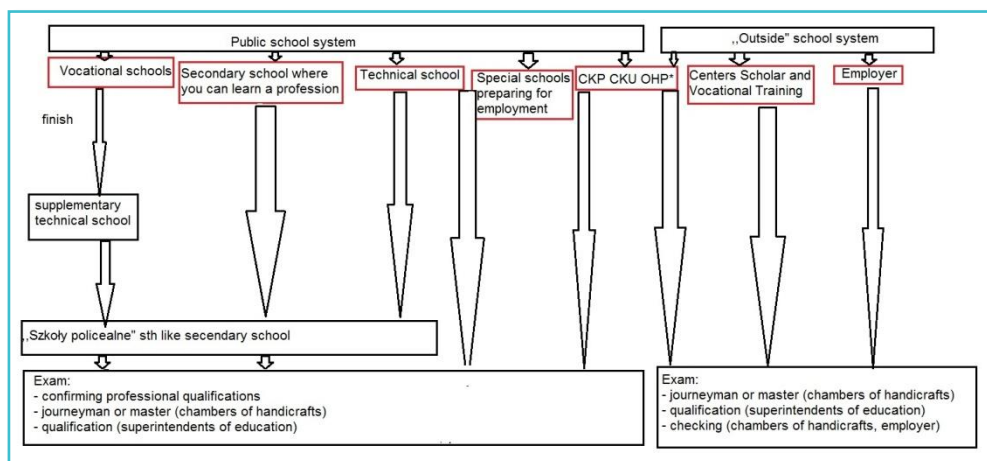 Public school system
,,Outside" school system
Vocational schools
Secondary school where
you can learn a profession
Technical school
Special schools
preparing for
employment
CKP CKU OHP*
Centers Scholar and
Vocational Training
Employer
finish
supplementary
technical school
,,Szkoły policealne" sth like secendary school
Exam:
- confirming professional qualifications
- journeyman or master (chambers of handicrafts)
- qualification (superintendents of education)
Exam:
- journeyman or master (chambers of handicrafts)
- qualification (superintendents of education)
- checking (chambers of handicrafts, employer)